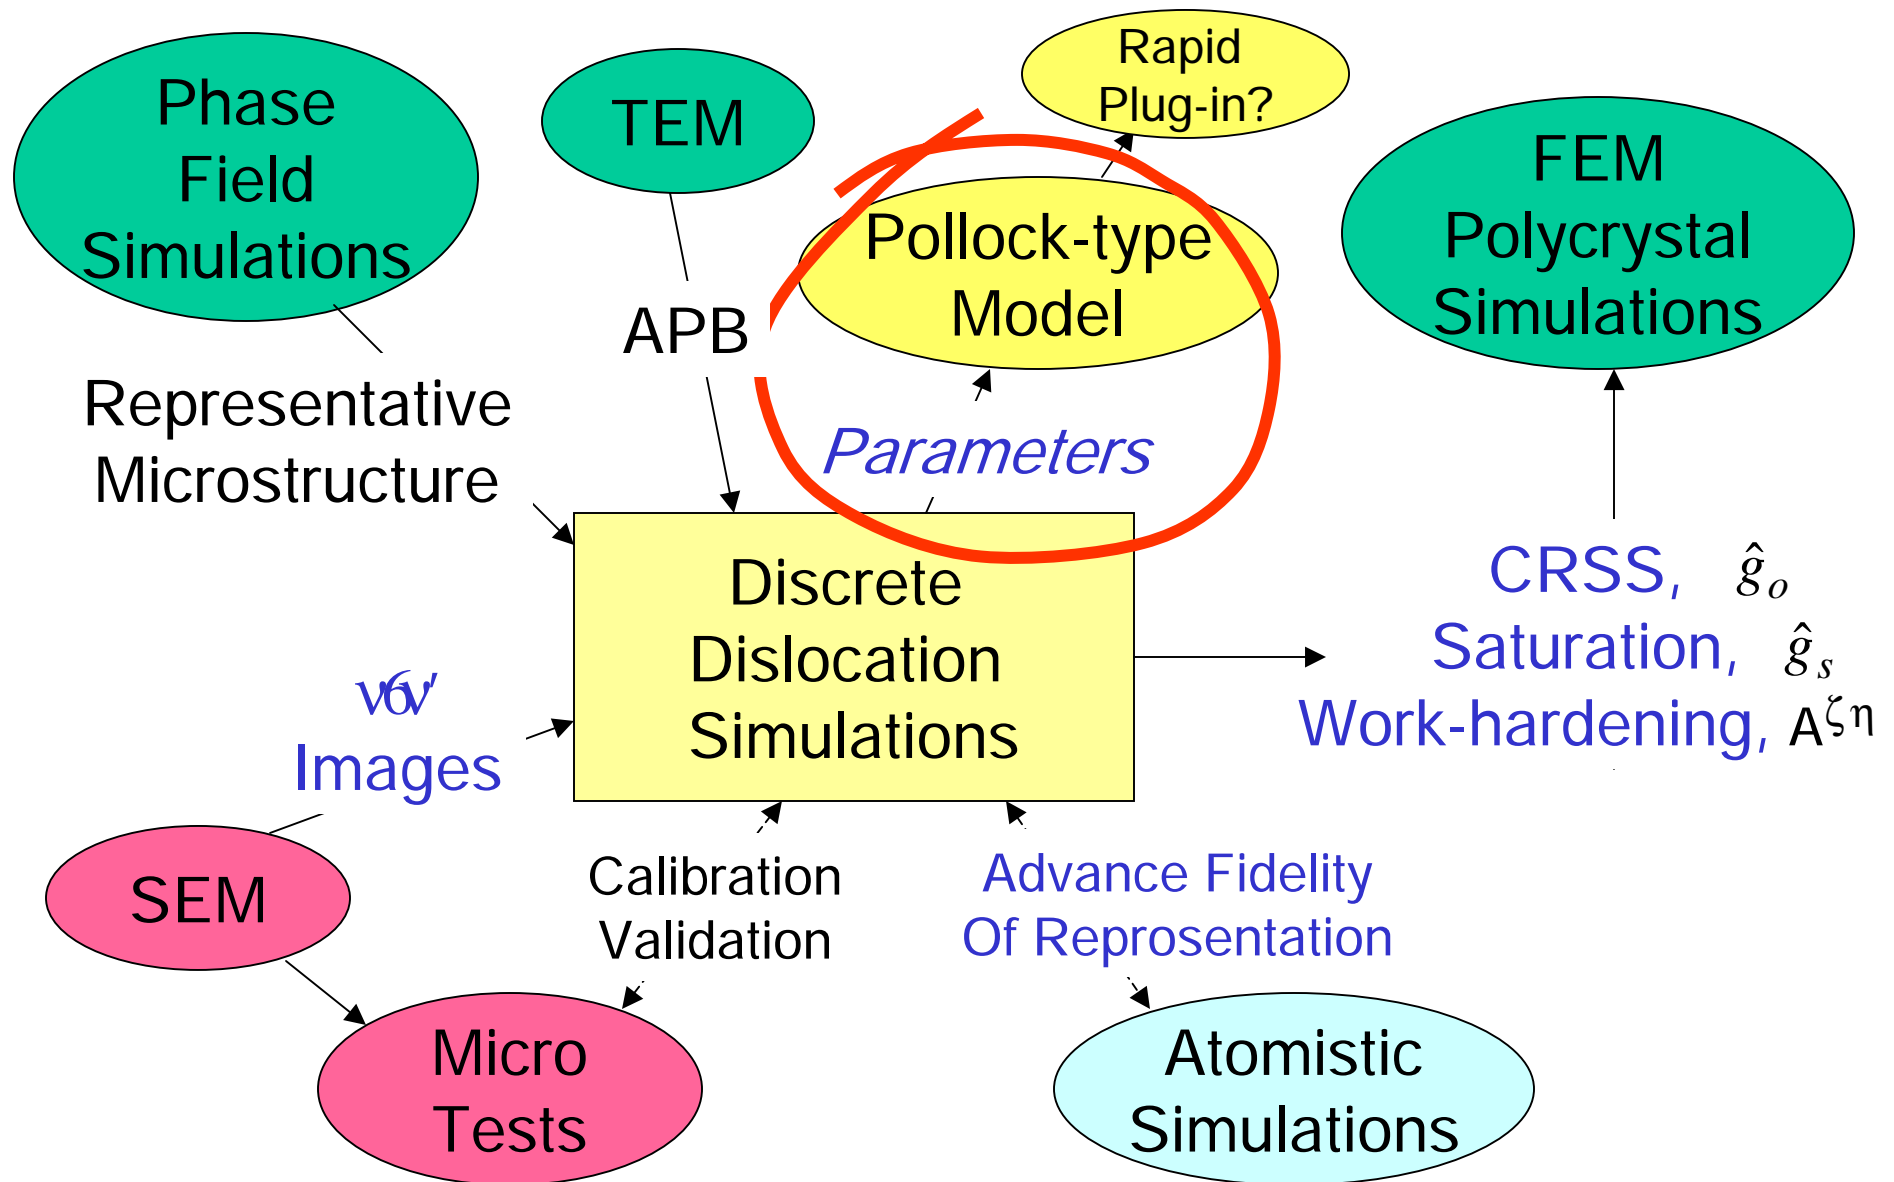 Phase
Field
Simulations
TEM
Rapid
Plug-in?
Pollock-type
Model
FEM
Polycrystal
Simulations
APB
Representative
Microstructure
Parameters
Discrete
Dislocation
Simulations
CRSS, ĝₒ
Saturation, ĝₛ
Work-hardening, A^ζη
Images
SEM
Calibration
Validation
Advance Fidelity
Of Reprosentation
Micro
Tests
Atomistic
Simulations